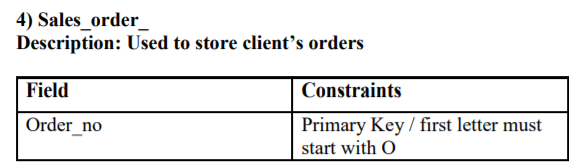 4) Sales_order_
Description: Used to store client’s orders
Field Constraints
Order_no Primary Key / first letter must
start with O